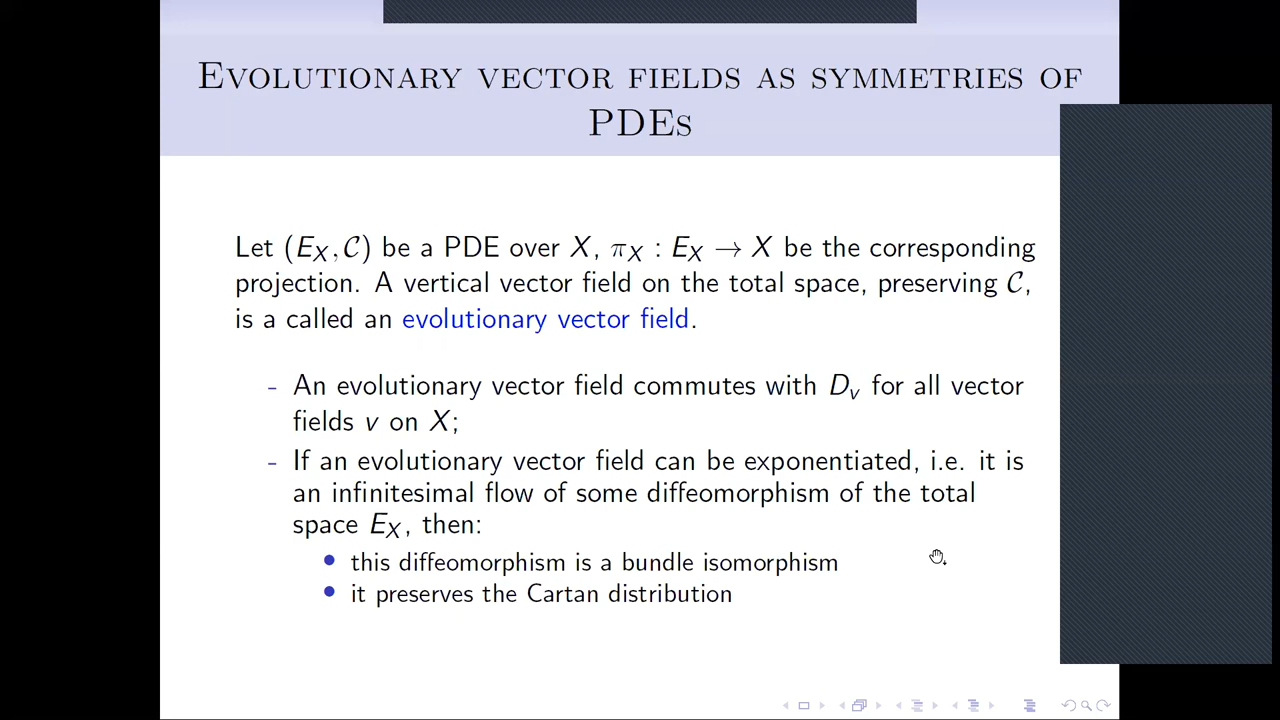 Evolutionary vector fields as symmetries of
PDEs
Let (E_X, 𝒞) be a PDE over X, π_X : E_X → X be the corresponding
projection. A vertical vector field on the total space, preserving 𝒞,
is a called an evolutionary vector field.
- An evolutionary vector field commutes with D_v for all vector
fields v on X;
- If an evolutionary vector field can be exponentiated, i.e. it is
an infinitesimal flow of some diffeomorphism of the total
space E_X, then:
• this diffeomorphism is a bundle isomorphism
• it preserves the Cartan distribution